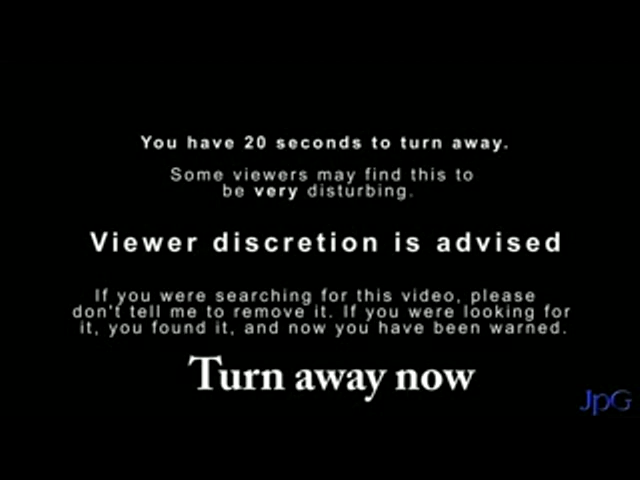 You have 20 seconds to turn away.
Some viewers may find this to
be very disturbing.
Viewer discretion is advised
If you were searching for this video, please
don't tell me to remove it. If you were looking for
it, you found it, and now you have been warned.
Turn away now
JpG